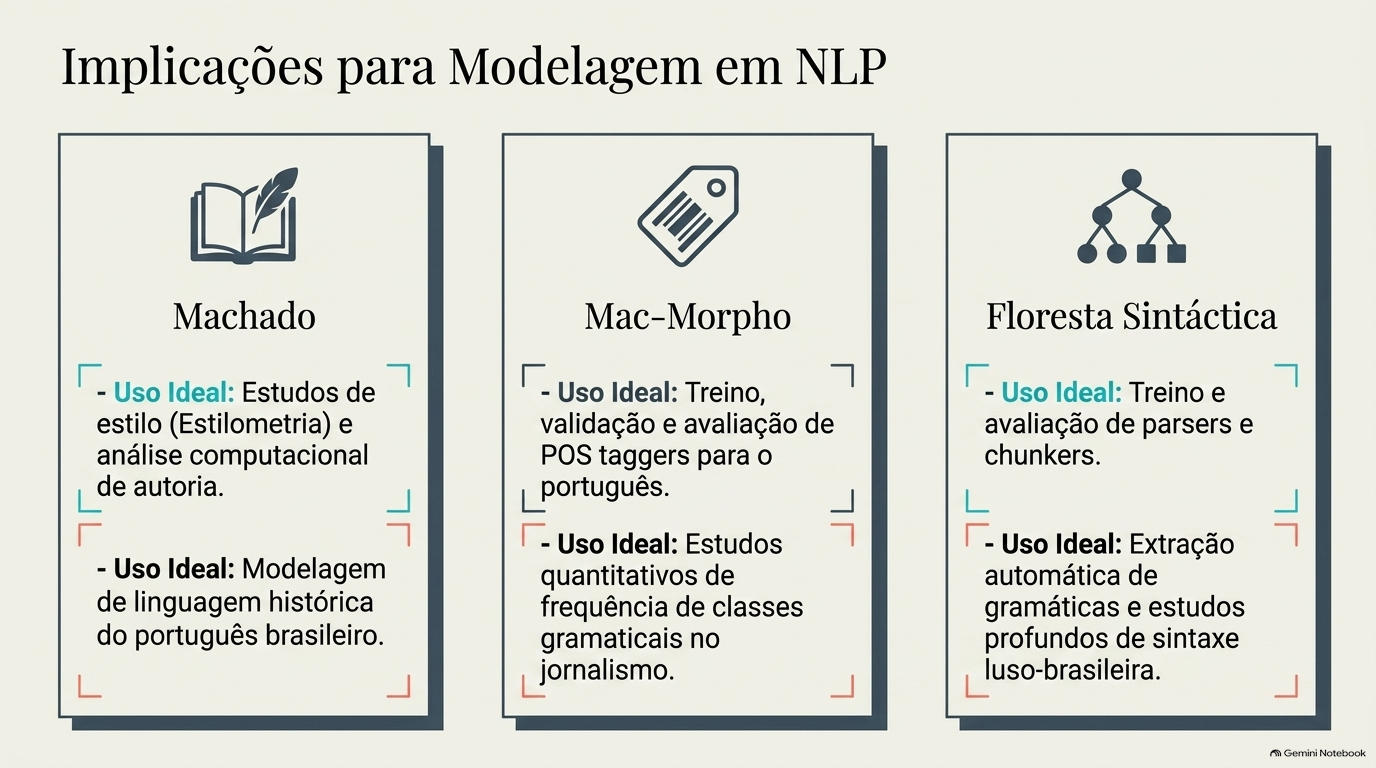 Implicações para Modelagem em NLP
Machado
- Uso Ideal: Estudos de
estilo (Estilometria) e
análise computacional
de autoria.
- Uso Ideal: Modelagem
de linguagem histórica
do português brasileiro.
Mac-Morpho
- Uso Ideal: Treino,
validação e avaliação de
POS taggers para o
português.
- Uso Ideal: Estudos
quantitativos de
frequência de classes
gramaticais no
jornalismo.
Floresta Sintáctica
- Uso Ideal: Treino e
avaliação de parsers e
chunkers.
- Uso Ideal: Extração
automática de
gramáticas e estudos
profundos de sintaxe
luso-brasileira.
Gemini Notebook